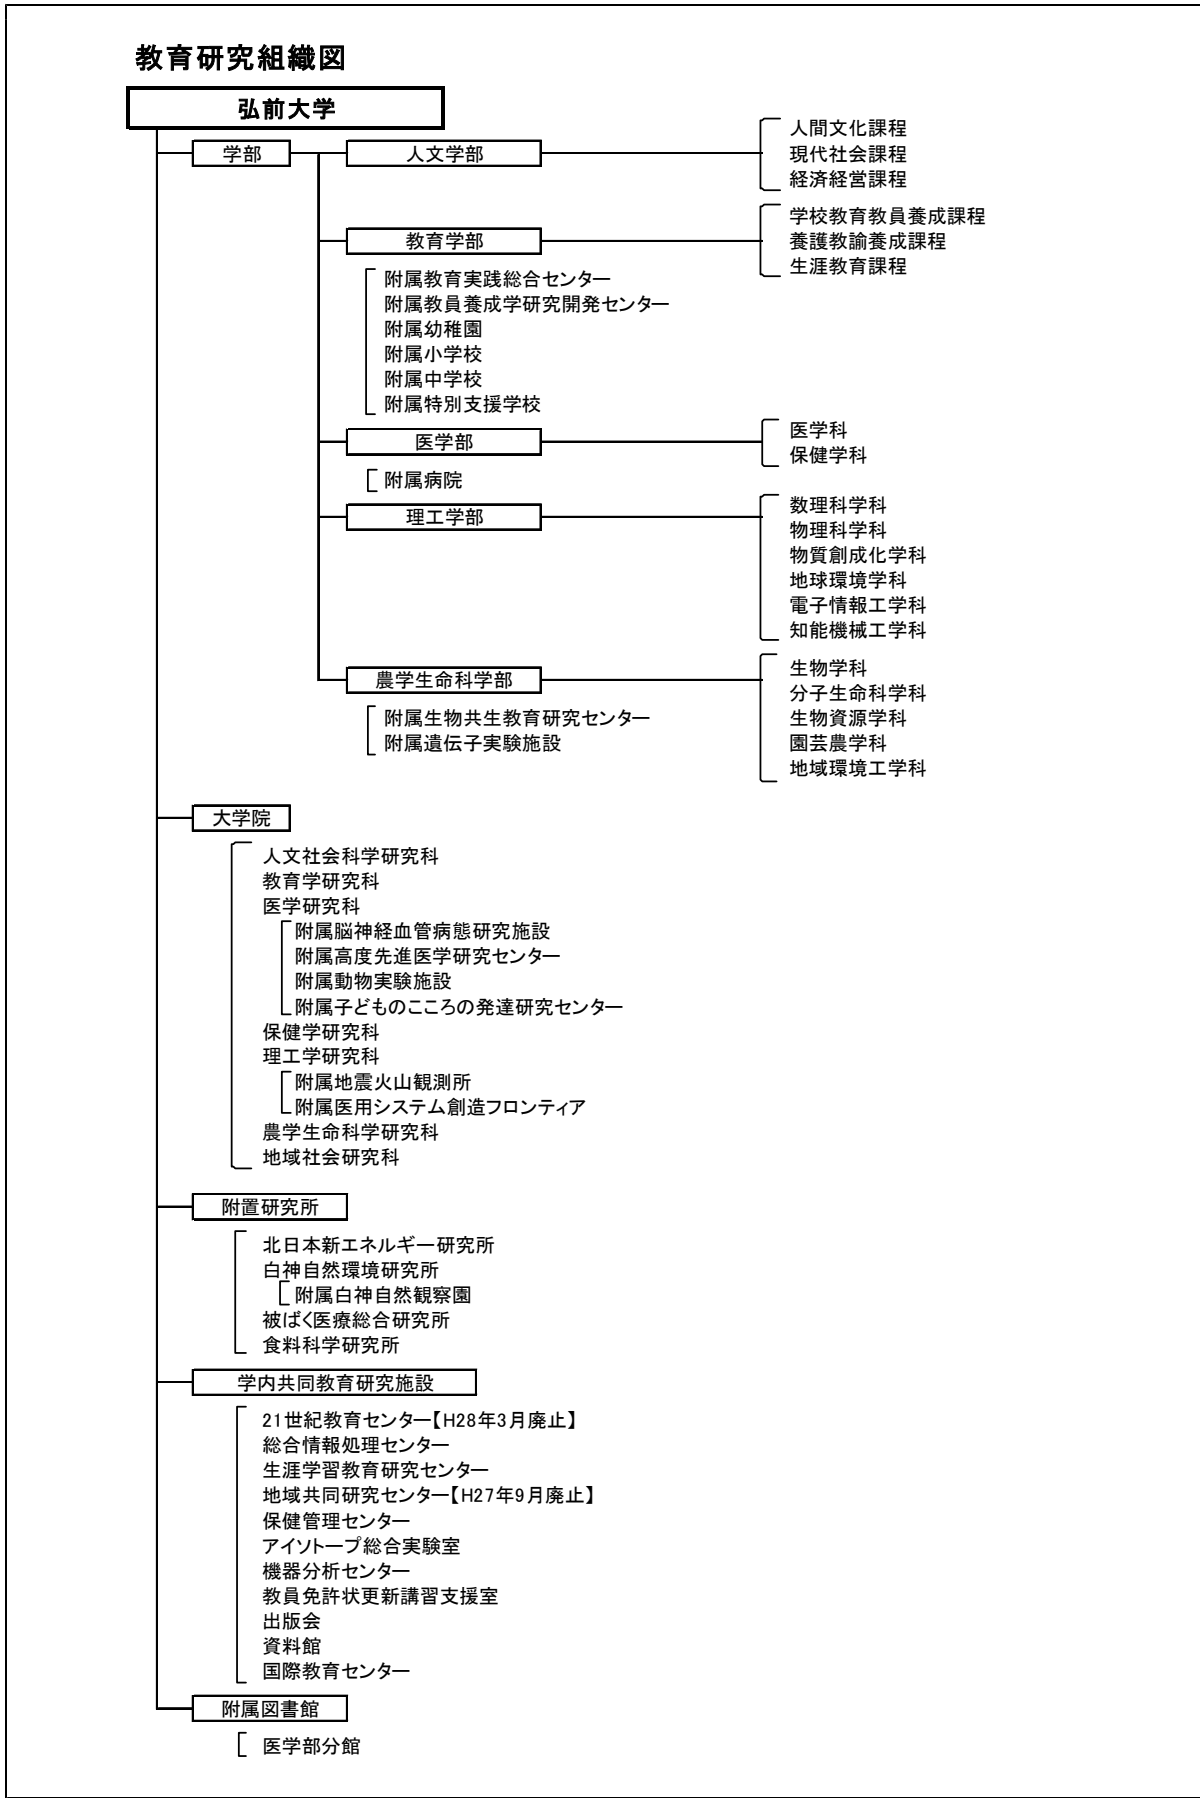 教育研究組織図
弘前大学
学部
人文学部
人間文化課程
現代社会課程
経済経営課程
教育学部
学校教育教員養成課程
養護教諭養成課程
生涯教育課程
附属教育実践総合センター
附属教員養成学研究開発センター
附属幼稚園
附属小学校
附属中学校
附属特別支援学校
医学部
医学科
保健学科
附属病院
理工学部
数理科学科
物理科学科
物質創成化学科
地球環境学科
電子情報工学科
知能機械工学科
農学生命科学部
生物学科
分子生命科学科
生物資源学科
園芸農学科
地域環境工学科
附属生物共生教育研究センター
附属遺伝子実験施設
大学院
人文社会科学研究科
教育学研究科
医学研究科
附属脳神経血管病態研究施設
附属高度先進医学研究センター
附属動物実験施設
附属子どものこころの発達研究センター
保健学研究科
理工学研究科
附属地震火山観測所
附属医用システム創造フロンティア
農学生命科学研究科
地域社会研究科
附置研究所
北日本新エネルギー研究所
白神自然環境研究所
附属白神自然観察園
被ばく医療総合研究所
食料科学研究所
学内共同教育研究施設
21世紀教育センター【H28年3月廃止】
総合情報処理センター
生涯学習教育研究センター
地域共同研究センター【H27年9月廃止】
保健管理センター
アイソトープ総合実験室
機器分析センター
教員免許状更新講習支援室
出版会
資料館
国際教育センター
附属図書館
医学部分館